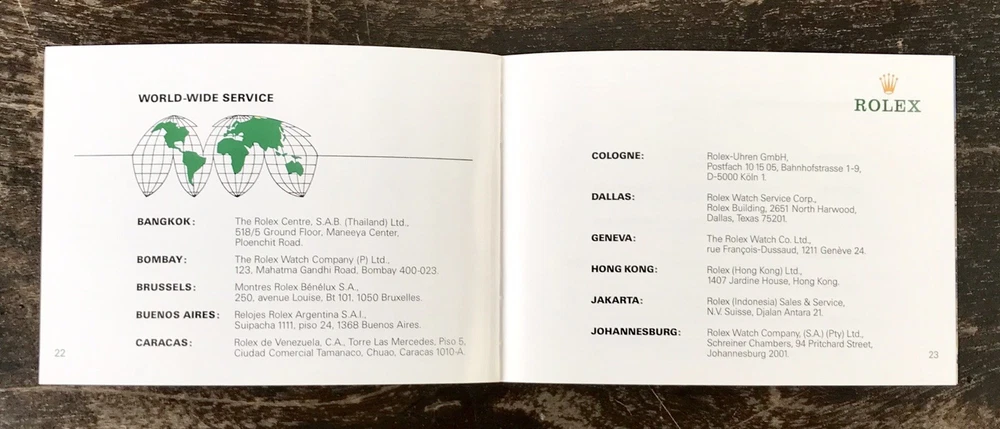 WORLD-WIDE SERVICE
BANGKOK: The Rolex Centre, S.A.B. (Thailand) Ltd.,
518/5 Ground Floor, Maneeya Center,
Ploenchit Road.
BOMBAY: The Rolex Watch Company (P) Ltd.,
123, Mahatma Gandhi Road, Bombay 400-023.
BRUSSELS: Montres Rolex Bénélux S.A.,
250, avenue Louise, Bt 101, 1050 Bruxelles.
BUENOS AIRES: Relojes Rolex Argentina S.A.I.,
Suipacha 1111, piso 24, 1368 Buenos Aires.
CARACAS: Rolex de Venezuela, C.A., Torre Las Mercedes, Piso 5,
Ciudad Comercial Tamanaco, Chuao, Caracas 1010-A.
22
ROLEX
COLOGNE: Rolex-Uhren GmbH,
Postfach 10 15 05, Bahnhofstrasse 1-9,
D-5000 Köln 1.
DALLAS: Rolex Watch Service Corp.,
Rolex Building, 2651 North Harwood,
Dallas, Texas 75201.
GENEVA: The Rolex Watch Co. Ltd.,
rue François-Dussaud, 1211 Genève 24.
HONG KONG: Rolex (Hong Kong) Ltd.,
1407 Jardine House, Hong Kong.
JAKARTA: Rolex (Indonesia) Sales & Service,
N.V. Suisse, Djalan Antara 21.
JOHANNESBURG: Rolex Watch Company, (S.A.) (Pty) Ltd.,
Schreiner Chambers, 94 Pritchard Street,
Johannesburg 2001.
23